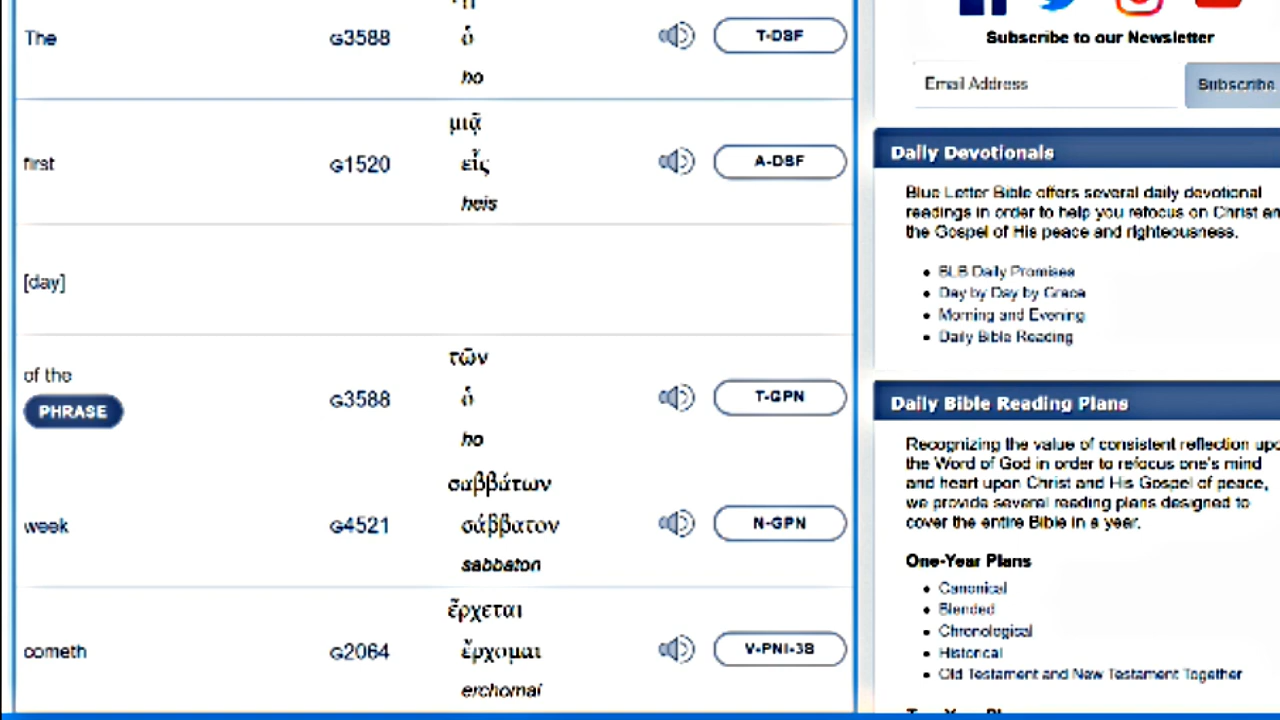 The
G3588
ὁ
ho
T-DSF
first
G1520
μιᾷ
εἷς
heis
A-DSF
[day]
of the
PHRASE
G3588
τῶν
ὁ
ho
T-GPN
week
G4521
σαββάτων
σάββατον
sabbaton
N-GPN
cometh
G2064
ἔρχεται
ἔρχομαι
erchomai
V-PNI-3S
Subscribe to our Newsletter
Email Address
Subscribe
Daily Devotionals
Blue Letter Bible offers several daily devotional
readings in order to help you refocus on Christ an
the Gospel of His peace and righteousness.
• BLB Daily Promises
• Day by Day by Grace
• Morning and Evening
• Daily Bible Reading
Daily Bible Reading Plans
Recognizing the value of consistent reflection upo
the Word of God in order to refocus one's mind
and heart upon Christ and His Gospel of peace,
we provide several reading plans designed to
cover the entire Bible in a year.
One-Year Plans
• Canonical
• Blended
• Chronological
• Historical
• Old Testament and New Testament Together